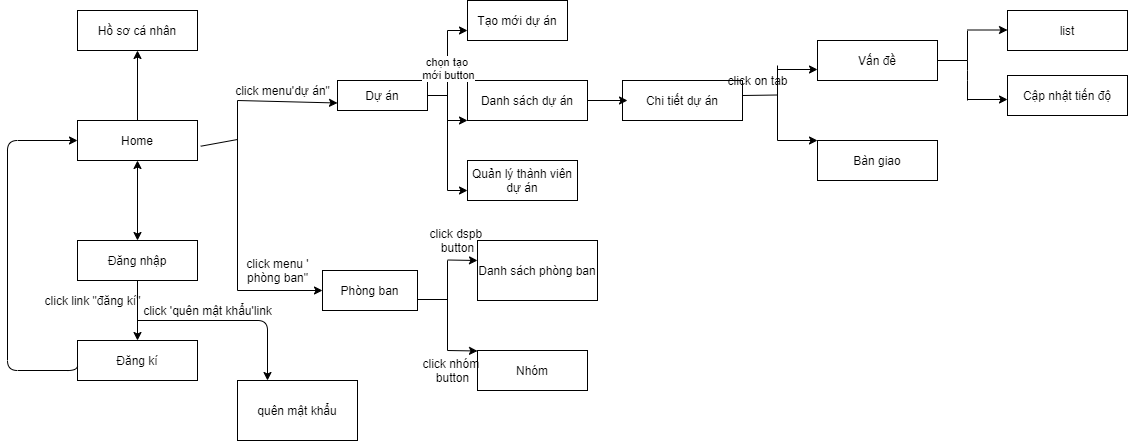 Hồ sơ cá nhân
Home
Đăng nhập
click link "đăng kí"
click 'quên mật khẩu'link
Đăng kí
quên mật khẩu
click menu'dự án"
Dự án
chọn tạo
mới button
Tạo mới dự án
Danh sách dự án
Quản lý thành viên
dự án
Chi tiết dự án
click on tab
Vấn đề
list
Cập nhật tiến độ
Bàn giao
click menu '
phòng ban"
Phòng ban
click dspb
button
Danh sách phòng ban
click nhóm
button
Nhóm